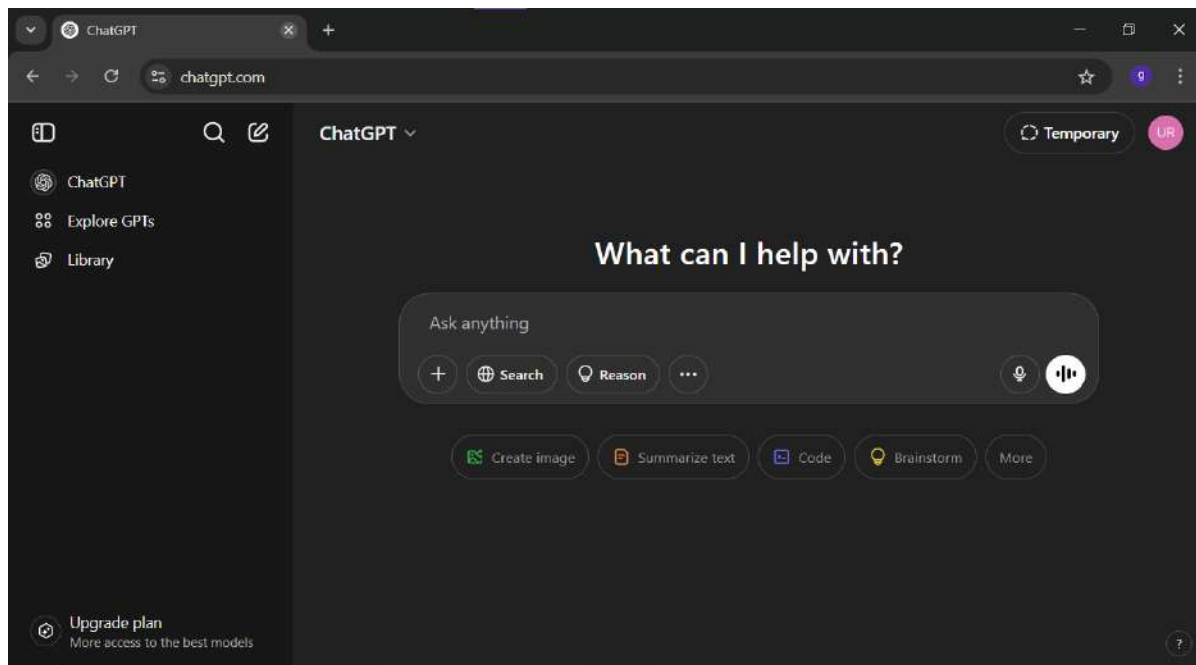 ChatGPT
chatgpt.com
g
ChatGPT
Temporary
UR
ChatGPT
Explore GPTs
Library
What can I help with?
Ask anything
Search
Reason
Create image
Summarize text
Code
Brainstorm
More
Upgrade plan
More access to the best models
?